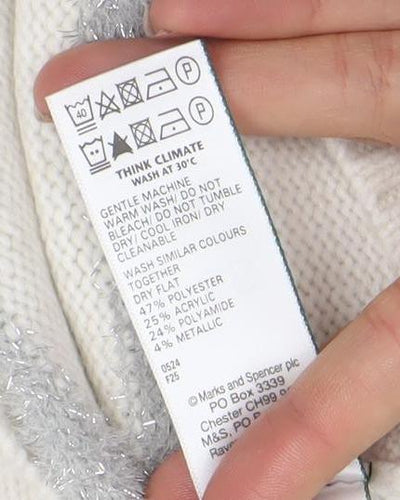 40 P
P
THINK CLIMATE
WASH AT 30°C
GENTLE MACHINE
WARM WASH/ DO NOT
BLEACH/ DO NOT TUMBLE
DRY/ COOL IRON/ DRY
CLEANABLE
WASH SIMILAR COLOURS
TOGETHER
DRY FLAT
47% POLYESTER
25% ACRYLIC
24% POLYAMIDE
4% METALLIC
0524
F25
© Marks and Spencer plc
PO Box 3339
Chester CH99
M&S, PO Box